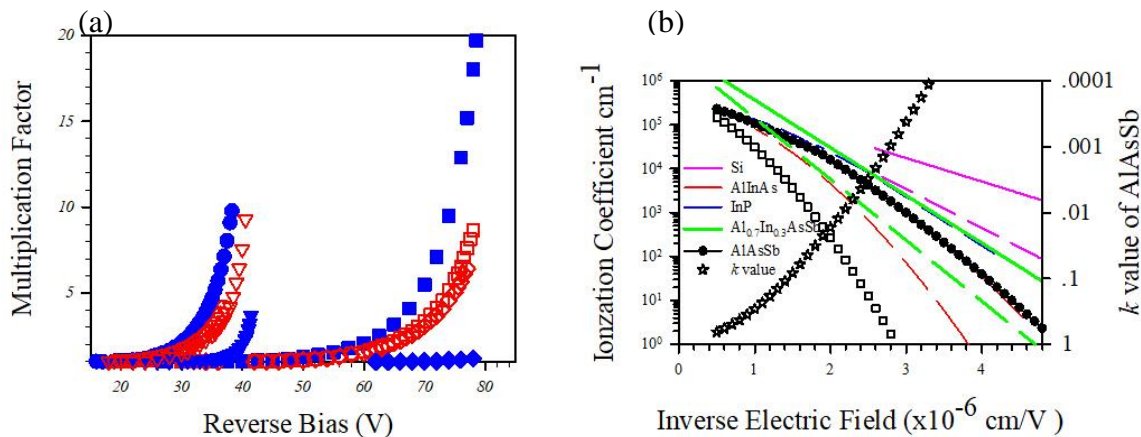 (a)
20
15
10
5
Multiplication Factor
20
30
40
50
60
70
80
Reverse Bias (V)
(b)
Ionzation Coefficient cm⁻¹
10⁶
10⁵
10⁴
10³
10²
10¹
10⁰
Si
AlInAs
InP
Al₀.₇In₀.₃AsSb
AlAsSb
k value
.0001
.001
.01
.1
1
k value of AlAsSb
0
1
2
3
4
Inverse Electric Field (x10⁻⁶ cm/V )